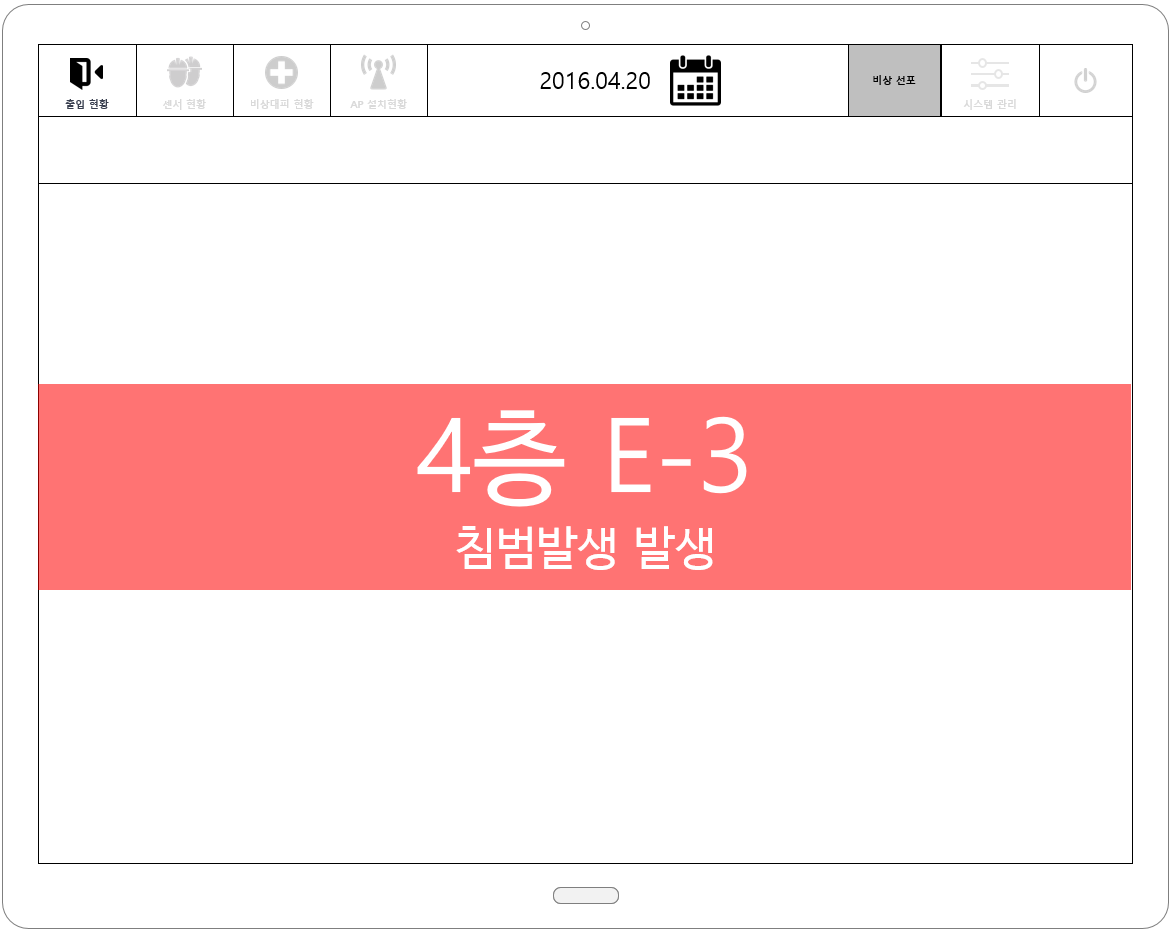 출입 현황
센서 현황
비상대피 현황
AP 설치현황
2016.04.20
비상 선포
시스템 관리
4층 E-3
침범발생 발생